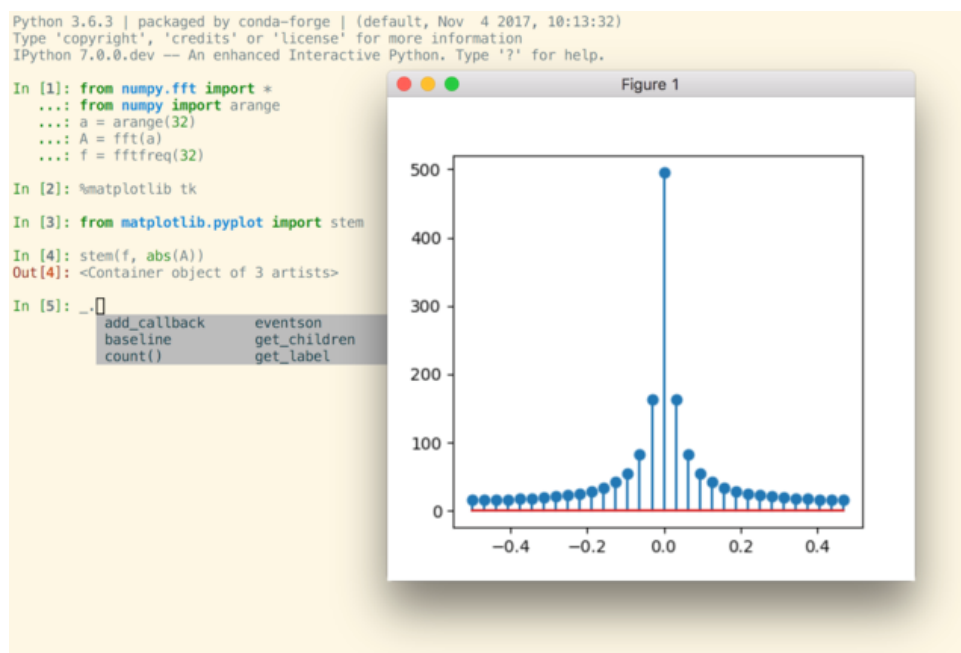 Python 3.6.3 | packaged by conda-forge | (default, Nov  4 2017, 10:13:32)
Type 'copyright', 'credits' or 'license' for more information
IPython 7.0.0.dev –– An enhanced Interactive Python. Type '?' for help.
In [1]: from numpy.fft import *
   ...: from numpy import arange
   ...: a = arange(32)
   ...: A = fft(a)
   ...: f = fftfreq(32)
In [2]: %matplotlib tk
In [3]: from matplotlib.pyplot import stem
In [4]: stem(f, abs(A))
Out[4]: <Container object of 3 artists>
In [5]: _.
add_callback      eventson
baseline          get_children
count()           get_label
Figure 1
500
400
300
200
100
0
−0.4 −0.2 0.0 0.2 0.4